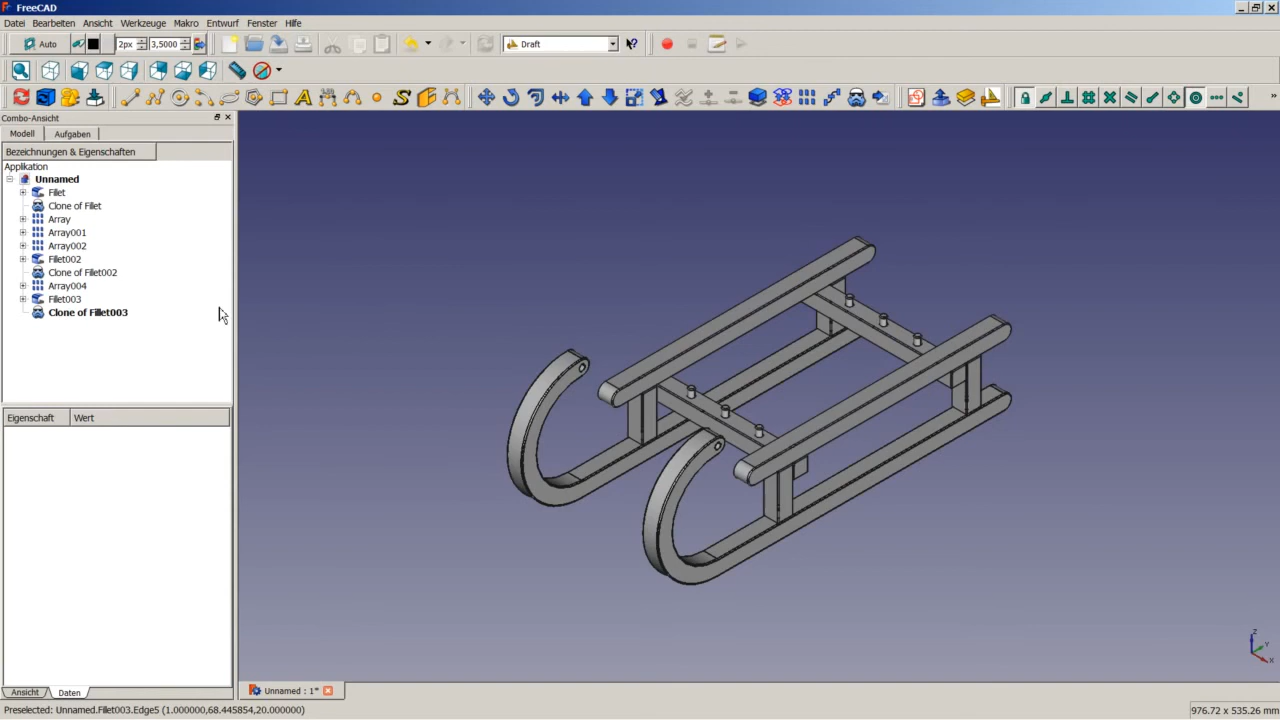 FreeCAD
Datei Bearbeiten Ansicht Werkzeuge Makro Entwurf Fenster Hilfe
Auto 2px 3,5000 Draft
Combo-Ansicht
Modell Aufgaben
Bezeichnungen & Eigenschaften
Applikation
Unnamed
Fillet
Clone of Fillet
Array
Array001
Array002
Fillet002
Clone of Fillet002
Array004
Fillet003
Clone of Fillet003
Eigenschaft Wert
Z
Y
X
Ansicht Daten
Unnamed : 1*
Preselected: Unnamed.Fillet003.Edge5 (1.000000,68.445854,20.000000)
976.72 x 535.26 mm